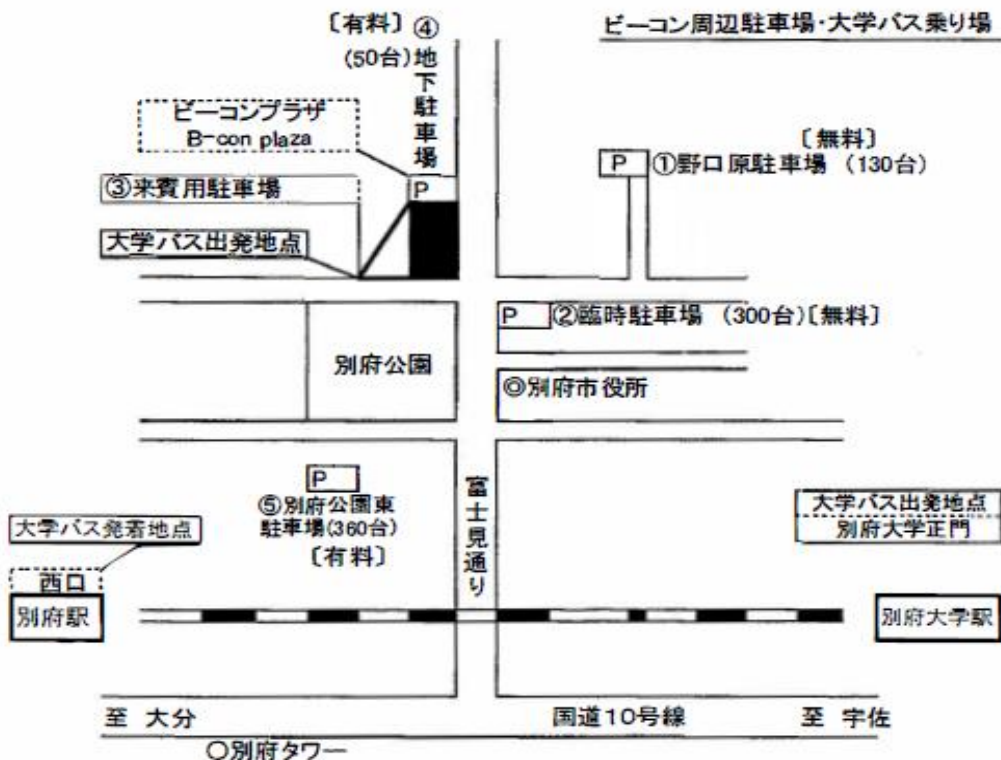 ビーコン周辺駐車場・大学バス乗り場
〔有料〕④
(50台)地下駐車場
ビーコンプラザ
B-con plaza
P
③来賓用駐車場
大学バス出発地点
〔無料〕
P
①野口原駐車場 (130台)
P
②臨時駐車場 (300台)〔無料〕
別府公園
◎別府市役所
P
⑤別府公園東
駐車場(360台)
〔有料〕
富士見通り
大学バス発着地点
西口
別府駅
大学バス出発地点
別府大学正門
別府大学駅
至 大分
国道10号線
至 宇佐
○別府タワー